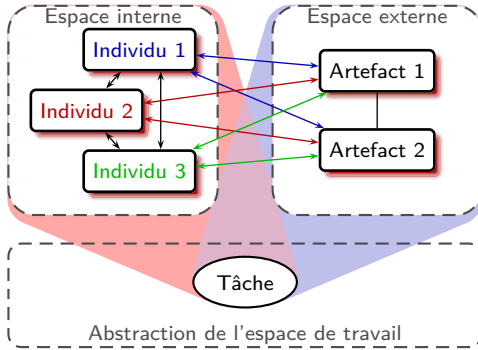 Espace interne
Espace externe
Individu 1
Artefact 1
Individu 2
Artefact 2
Individu 3
Tâche
Abstraction de l'espace de travail